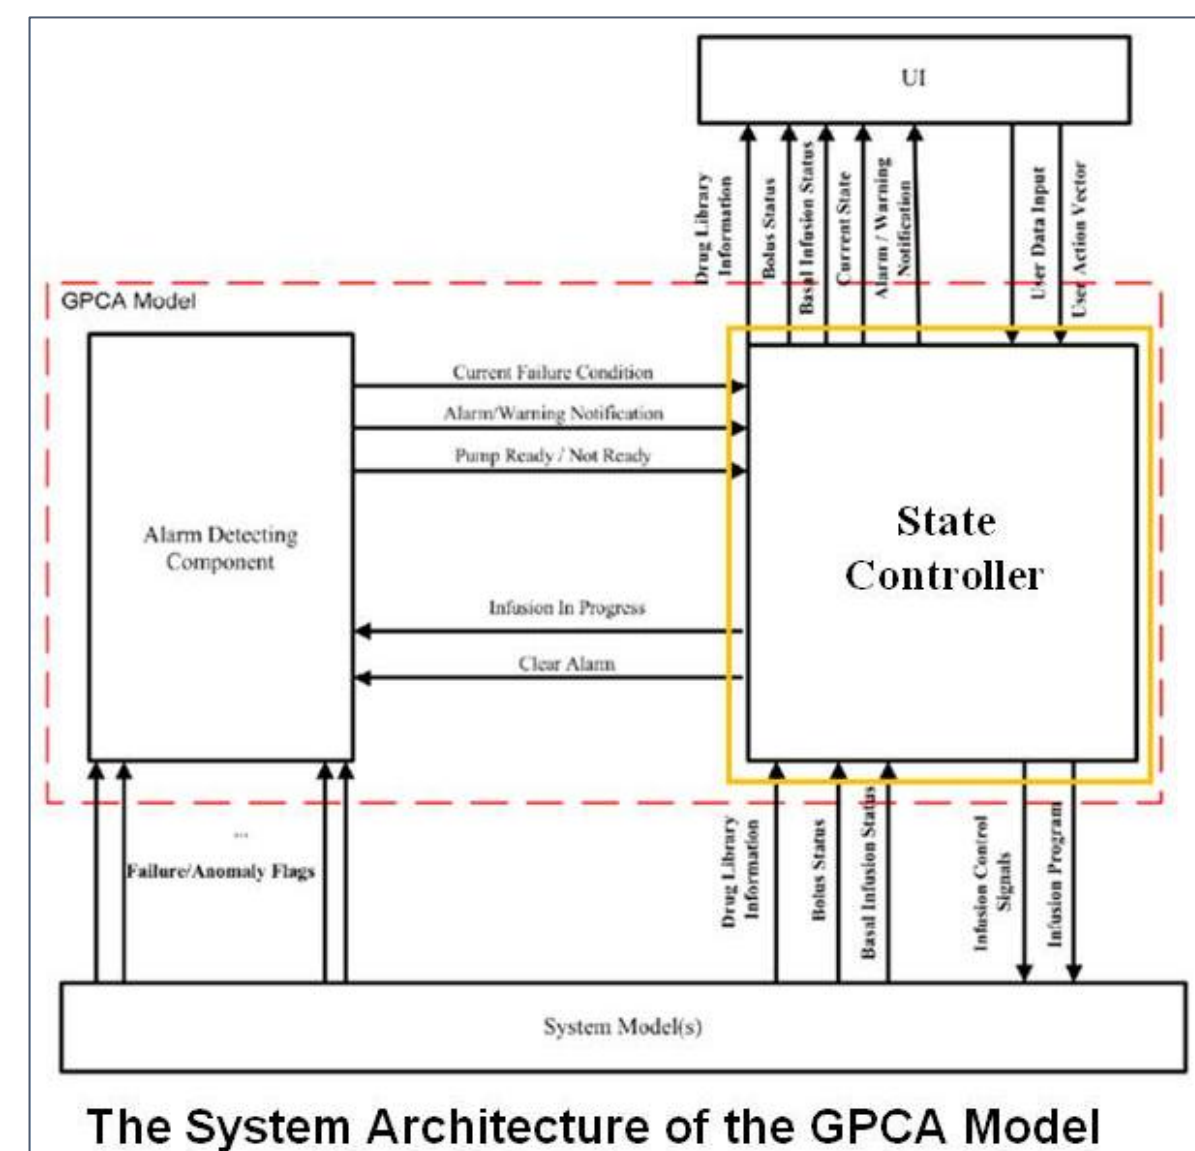 UI
Drug Library
Information
Bolus Status
Basal Infusion Status
Current State
Alarm / Warning
Notification
User Data Input
User Action Vector
GPCA Model
Current Failure Condition
Alarm/Warning Notification
Pump Ready / Not Ready
Alarm Detecting
Component
State
Controller
Infusion In Progress
Clear Alarm
...
Failure/Anomaly Flags
Drug Library
Information
Bolus Status
Basal Infusion Status
Infusion Control
Signals
Infusion Program
System Model(s)
The System Architecture of the GPCA Model